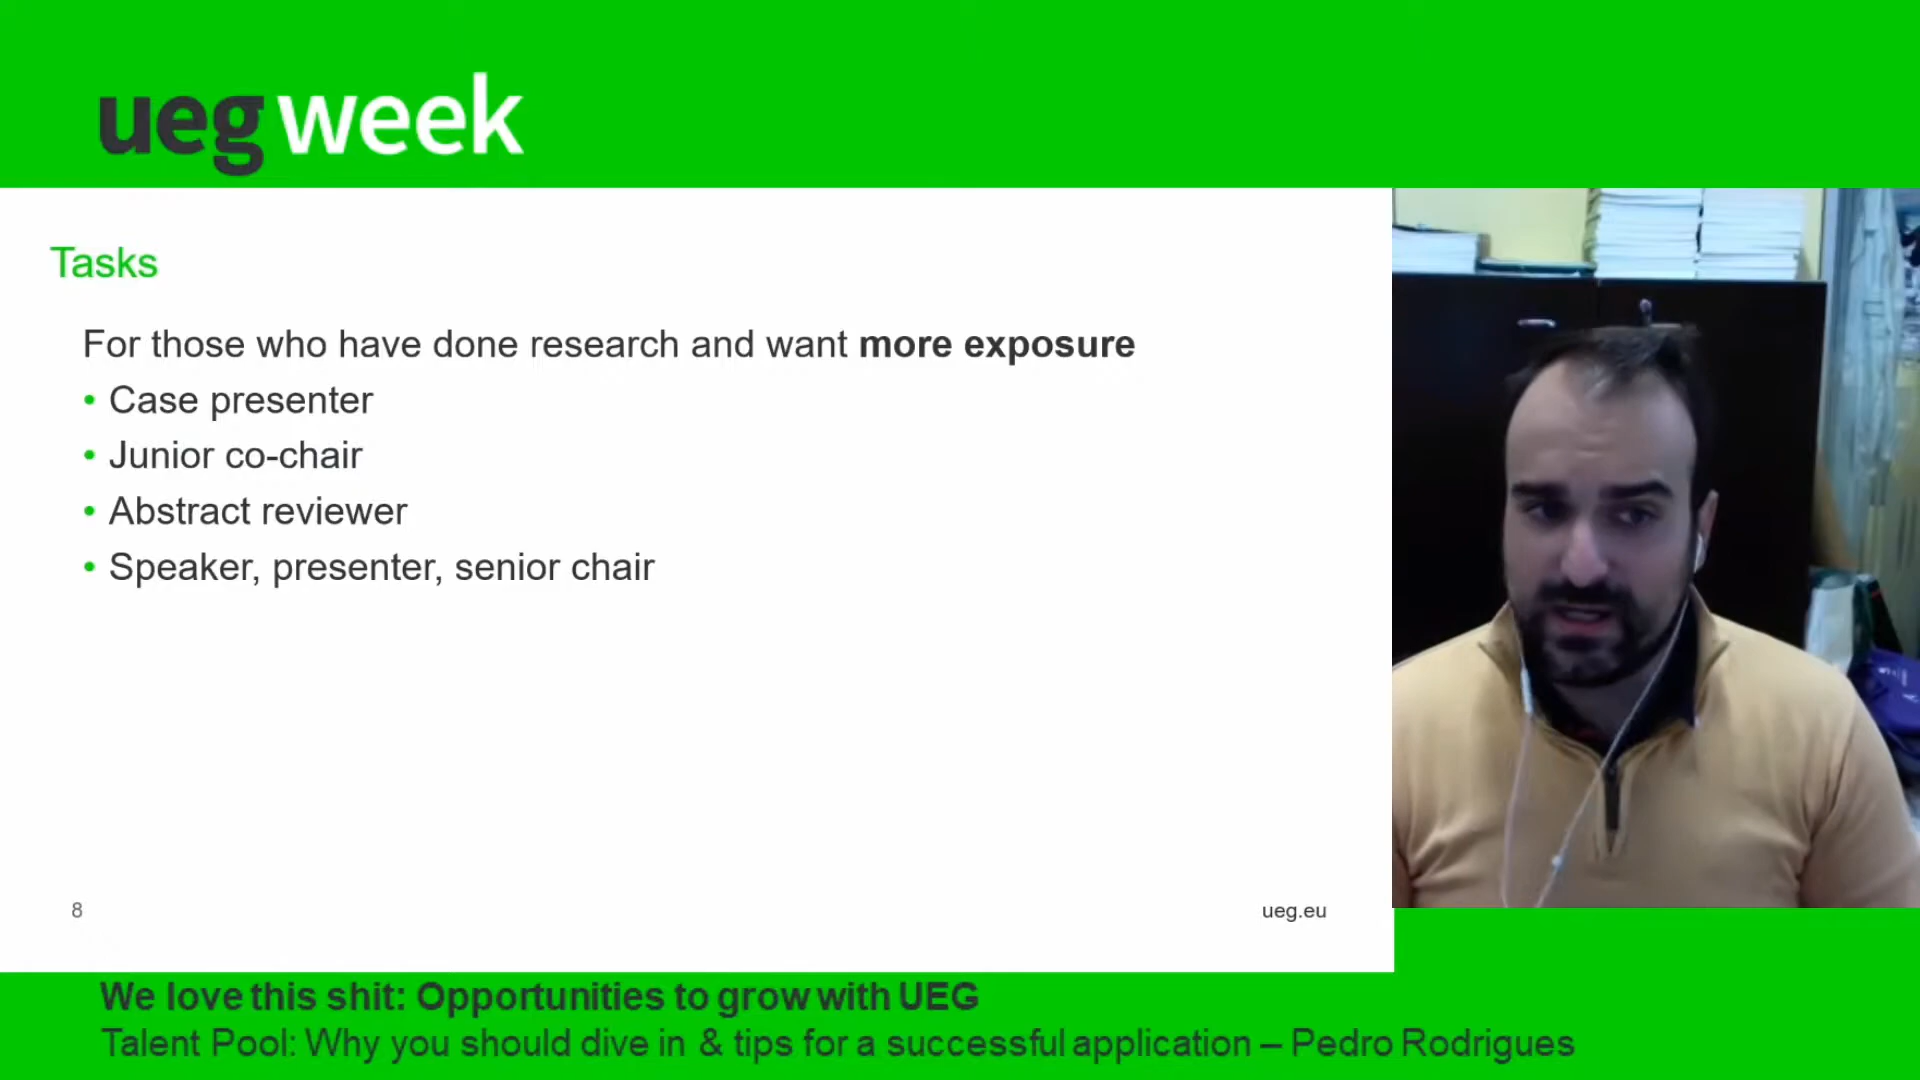 ueg week
Tasks
For those who have done research and want more exposure
• Case presenter
• Junior co-chair
• Abstract reviewer
• Speaker, presenter, senior chair
8
ueg.eu
We love this shit: Opportunities to grow with UEG
Talent Pool: Why you should dive in & tips for a successful application – Pedro Rodrigues